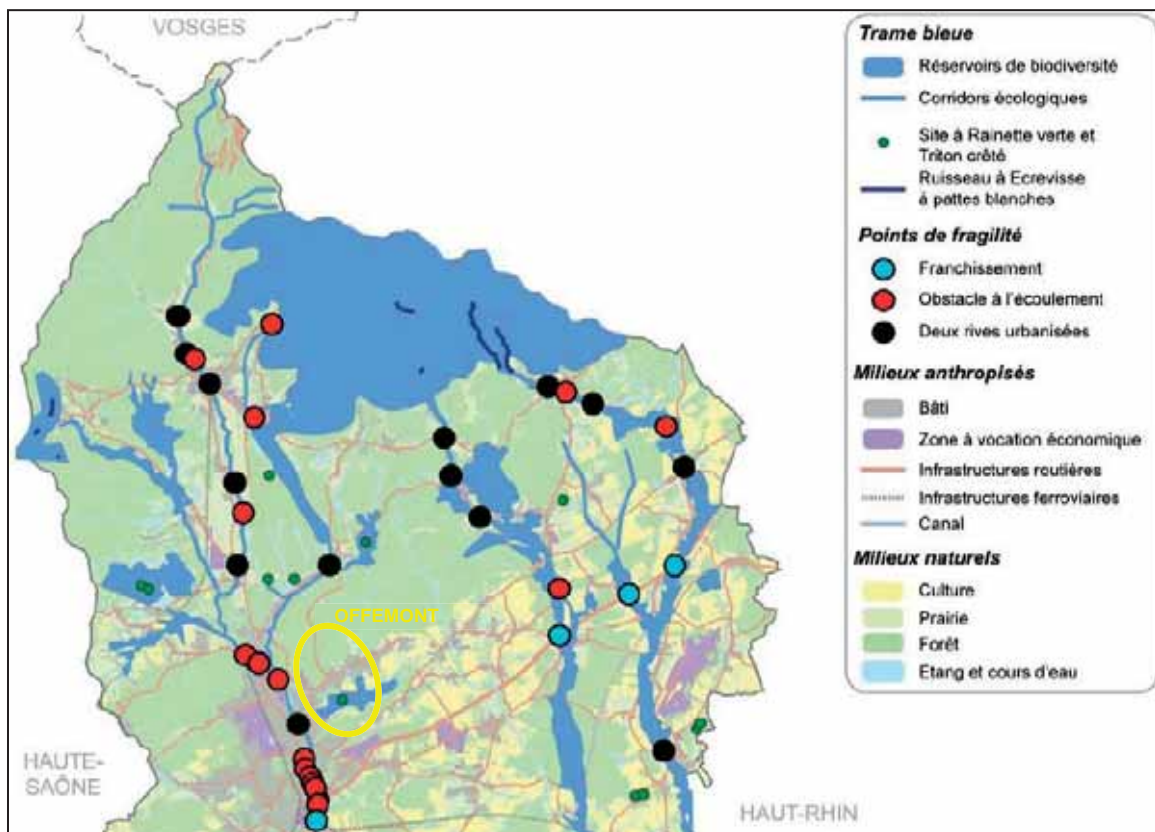 VOSGES
OFFEMONT
HAUTE-
SAÔNE
HAUT-RHIN
Trame bleue
Réservoirs de biodiversité
Corridors écologiques
Site à Rainette verte et
Triton crêté
Ruisseau à Ecrevisse
à pattes blanches
Points de fragilité
Franchissement
Obstacle à l'écoulement
Deux rives urbanisées
Milieux anthropisés
Bâti
Zone à vocation économique
Infrastructures routières
Infrastructures ferroviaires
Canal
Milieux naturels
Culture
Prairie
Forêt
Etang et cours d'eau